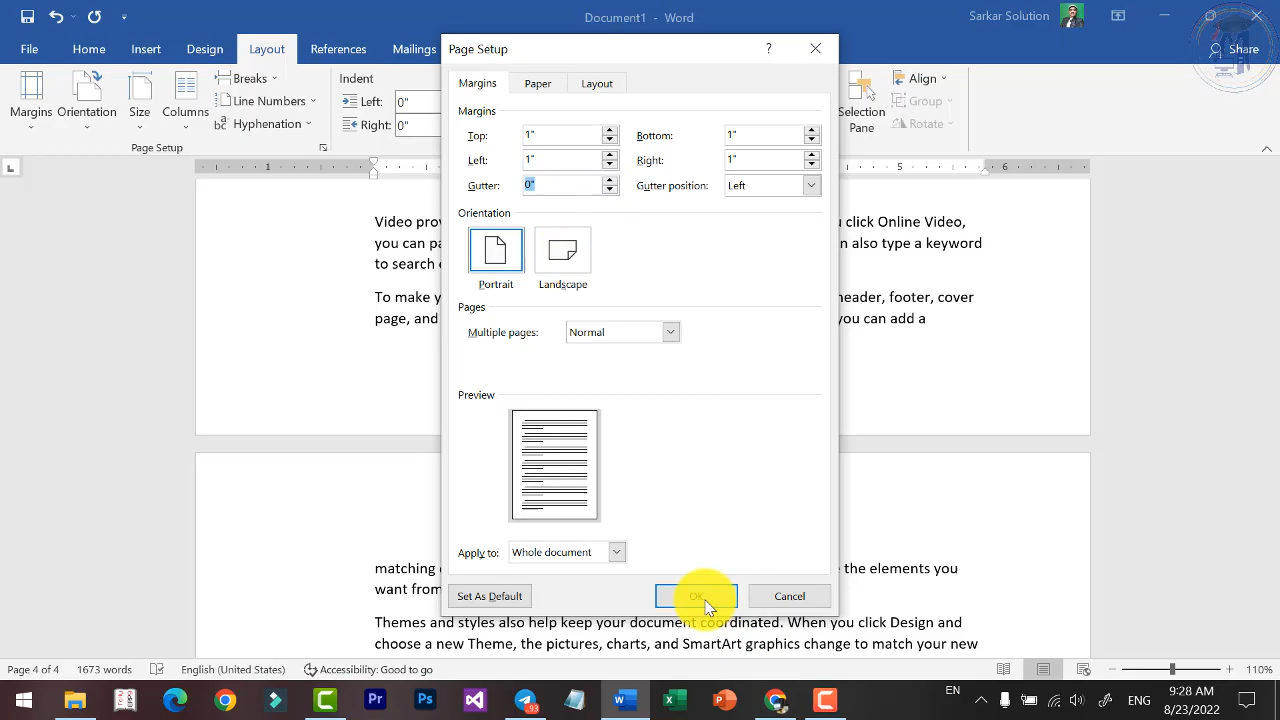 Document1 - Word
Sarkar Solution
File Home Insert Design Layout References Mailings Share
Page Setup ?
Margins Paper Layout
Margins
Top: 1" Bottom: 1"
Left: 1" Right: 1"
Gutter: 0" Gutter position: Left
Orientation
Portrait Landscape
Pages
Multiple pages: Normal
Preview
Apply to: Whole document
Set As Default OK Cancel
Margins Orientation Size Columns
Breaks
Line Numbers
Hyphenation
Page Setup
Indent
Left: 0"
Right: 0"
Selection
Pane
Align
Group
Rotate
1 5 6
Video click Online Video,
you can also type a keyword
to search
To make header, footer, cover
page, and you can add a
matching the elements you
want from
Themes and styles also help keep your document coordinated. When you click Design and
choose a new Theme, the pictures, charts, and SmartArt graphics change to match your new
Page 4 of 4 1673 words English (United States) Accessibility: Good to go 110%
93 EN ENG 9:28 AM
8/23/2022